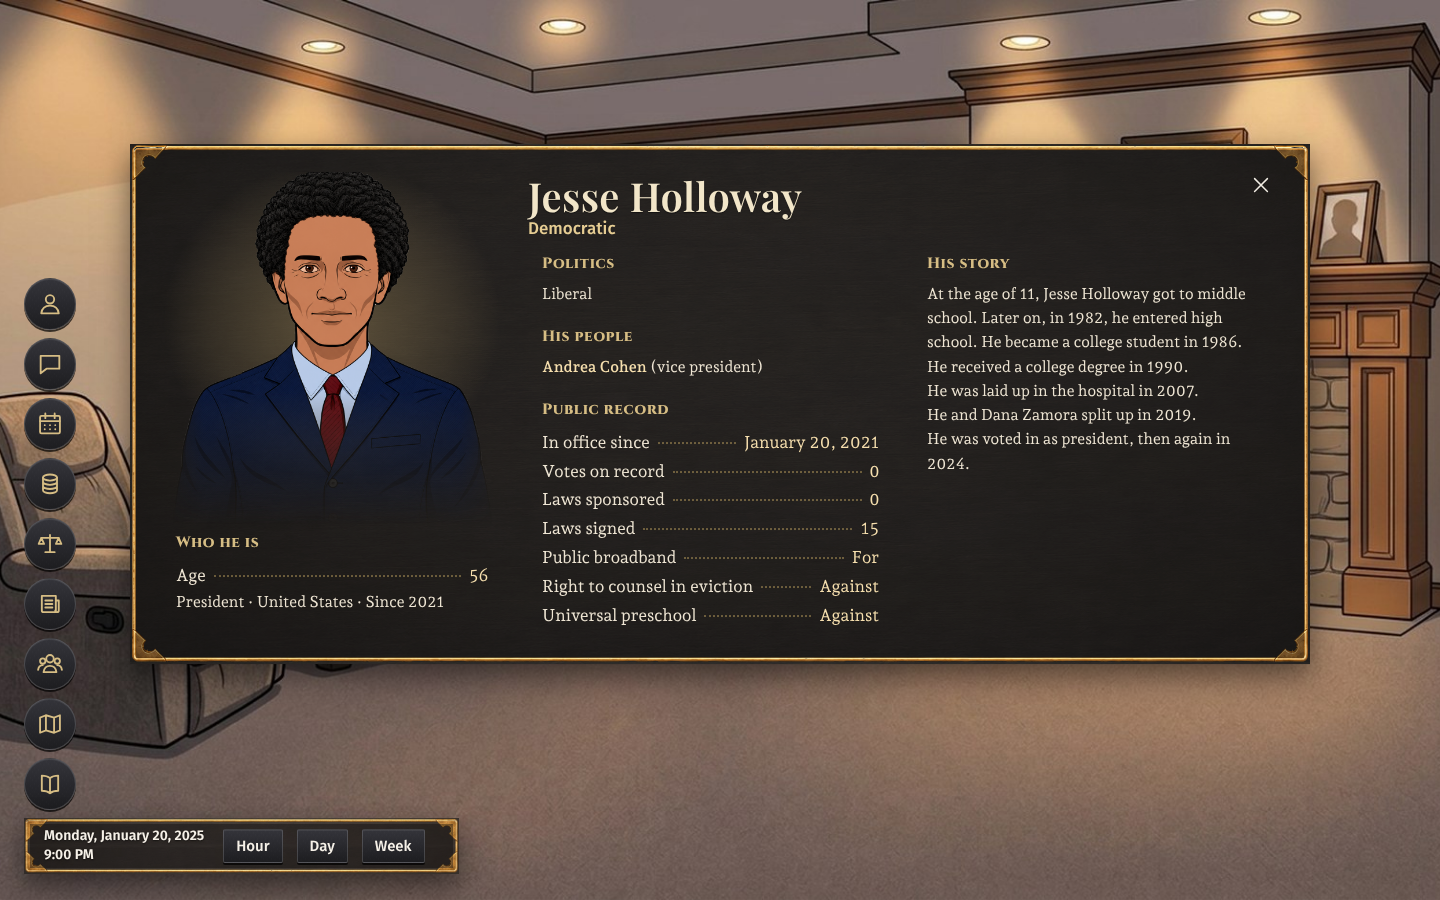 Jesse Holloway
Democratic
Politics
Liberal
His people
Andrea Cohen (vice president)
Public record
In office since January 20, 2021
Votes on record 0
Laws sponsored 0
Laws signed 15
Public broadband For
Right to counsel in eviction Against
Universal preschool Against
His story
At the age of 11, Jesse Holloway got to middle
school. Later on, in 1982, he entered high
school. He became a college student in 1986.
He received a college degree in 1990.
He was laid up in the hospital in 2007.
He and Dana Zamora split up in 2019.
He was voted in as president, then again in
2024.
Who he is
Age 56
President · United States · Since 2021
Monday, January 20, 2025
9:00 PM
Hour
Day
Week